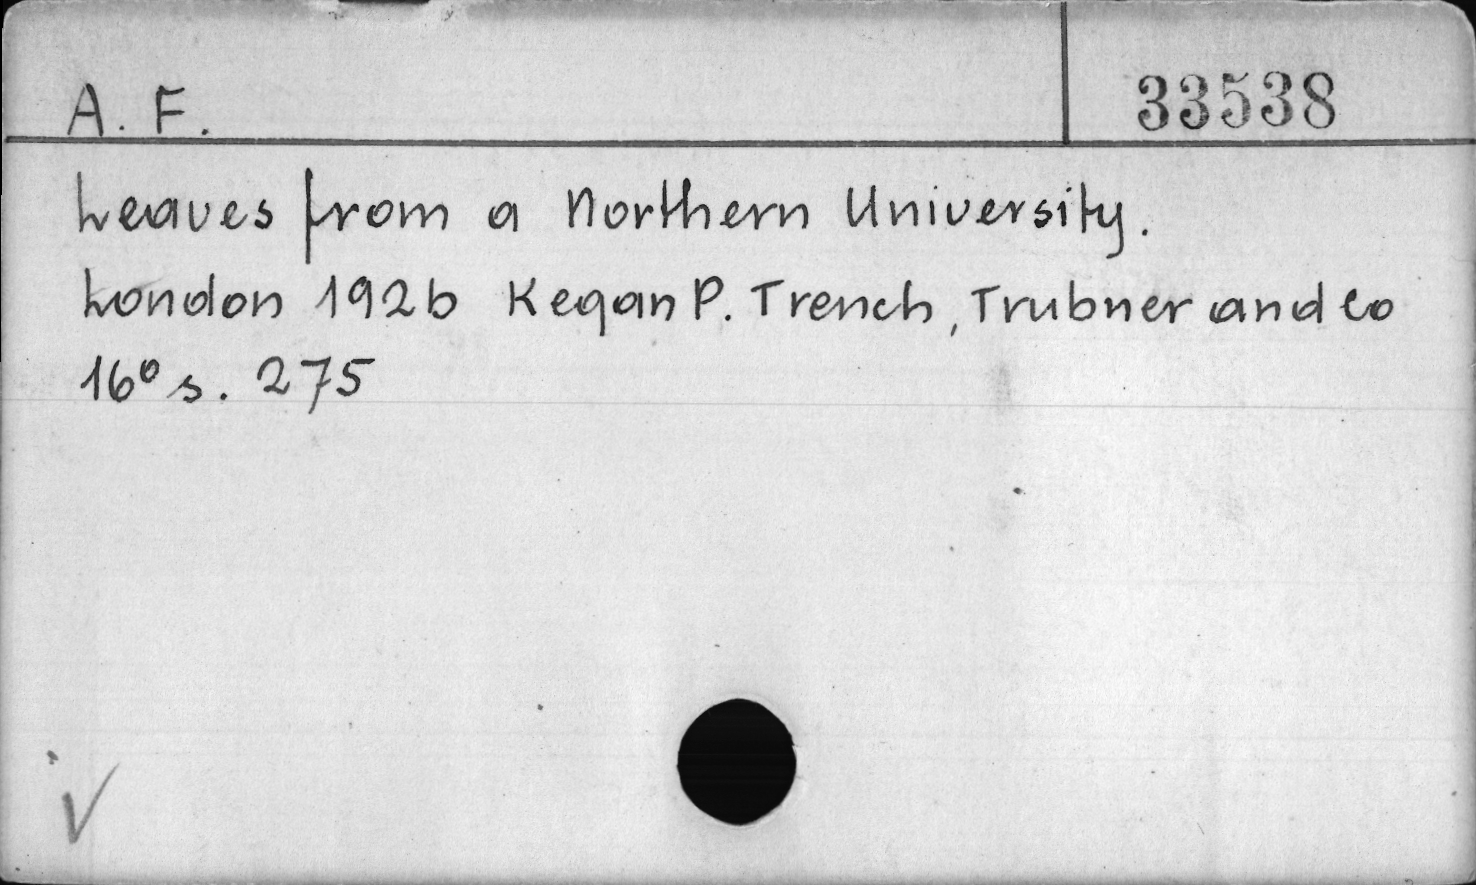 A. F.
33538
Leaves from a Northern University.
London 1926 Kegan P. Trench, Trubner and Co
16° s. 275